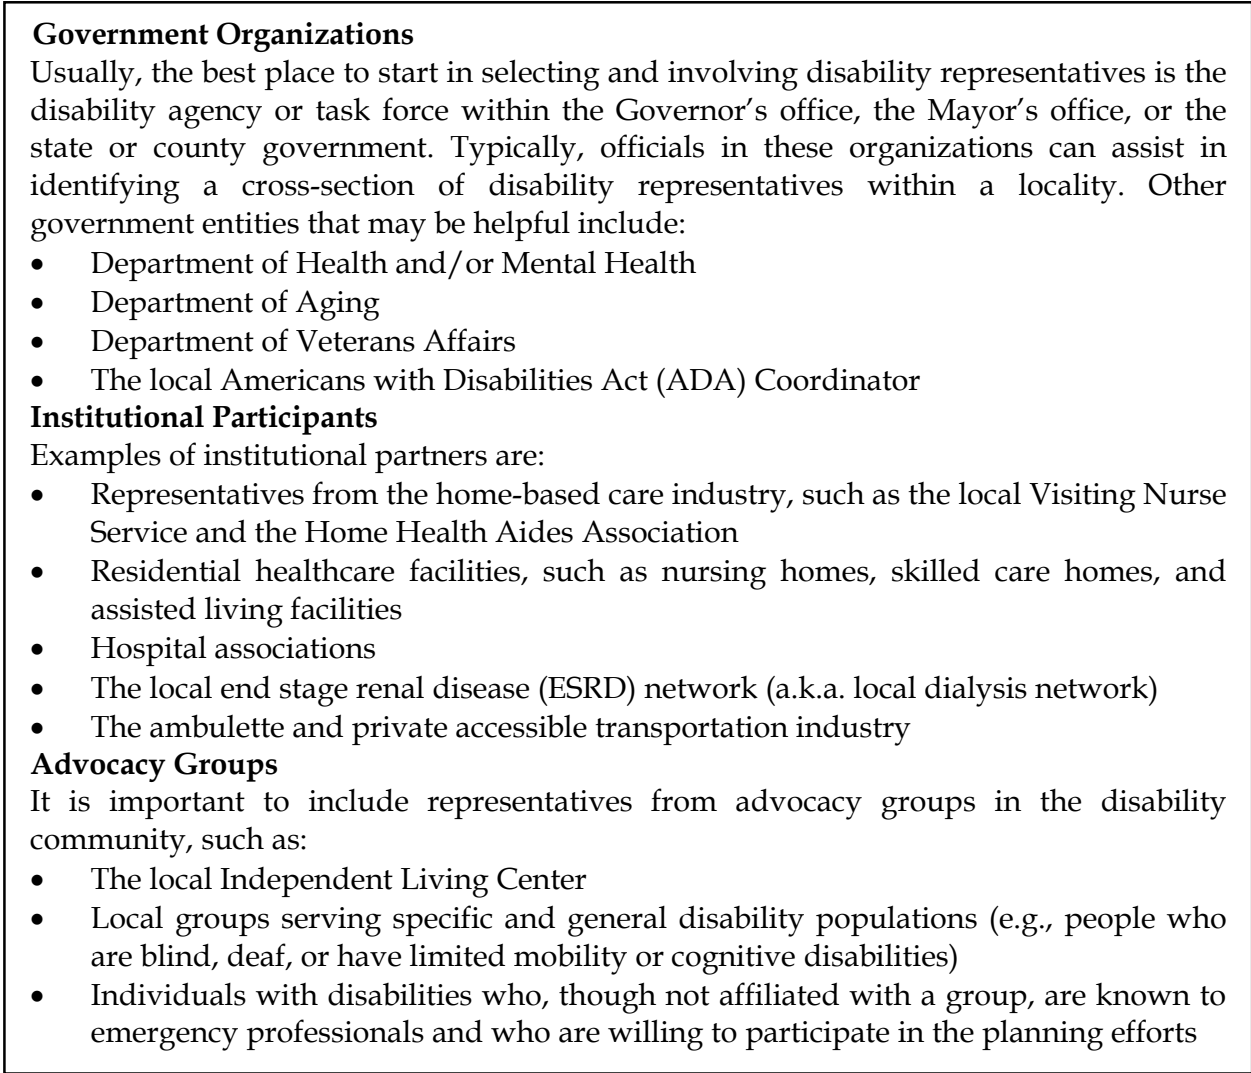 Government Organizations
Usually, the best place to start in selecting and involving disability representatives is the
disability agency or task force within the Governor’s office, the Mayor’s office, or the
state or county government. Typically, officials in these organizations can assist in
identifying a cross-section of disability representatives within a locality. Other
government entities that may be helpful include:
• Department of Health and/or Mental Health
• Department of Aging
• Department of Veterans Affairs
• The local Americans with Disabilities Act (ADA) Coordinator
Institutional Participants
Examples of institutional partners are:
• Representatives from the home-based care industry, such as the local Visiting Nurse
Service and the Home Health Aides Association
• Residential healthcare facilities, such as nursing homes, skilled care homes, and
assisted living facilities
• Hospital associations
• The local end stage renal disease (ESRD) network (a.k.a. local dialysis network)
• The ambulette and private accessible transportation industry
Advocacy Groups
It is important to include representatives from advocacy groups in the disability
community, such as:
• The local Independent Living Center
• Local groups serving specific and general disability populations (e.g., people who
are blind, deaf, or have limited mobility or cognitive disabilities)
• Individuals with disabilities who, though not affiliated with a group, are known to
emergency professionals and who are willing to participate in the planning efforts